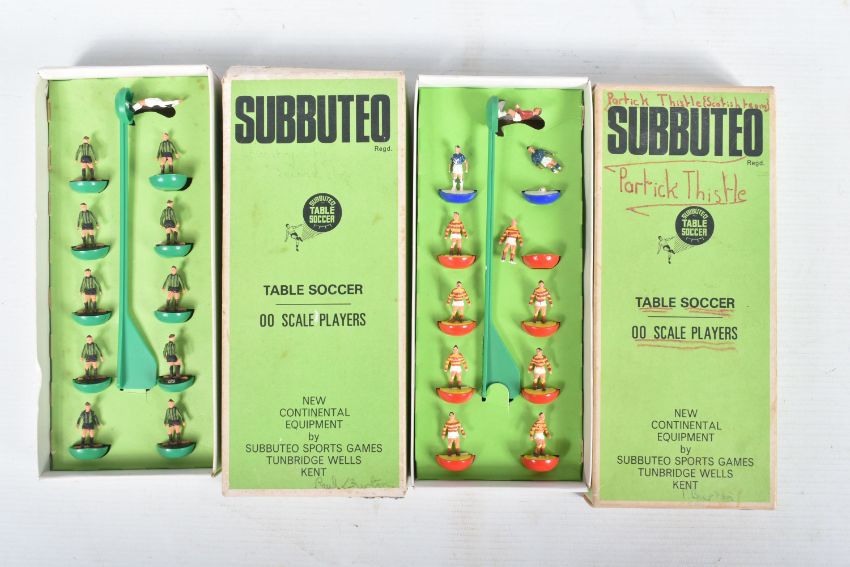 SUBBUTEO
Regd.
SUBBUTEO
TABLE
SOCCER
TABLE SOCCER
00 SCALE PLAYERS
NEW
CONTINENTAL
EQUIPMENT
by
SUBBUTEO SPORTS GAMES
TUNBRIDGE WELLS
KENT
Partick Thistle (Scotish team)
SUBBUTEO
Regd.
Partick Thistle
SUBBUTEO
TABLE
SOCCER
TABLE SOCCER
00 SCALE PLAYERS
NEW
CONTINENTAL
EQUIPMENT
by
SUBBUTEO SPORTS GAMES
TUNBRIDGE WELLS
KENT